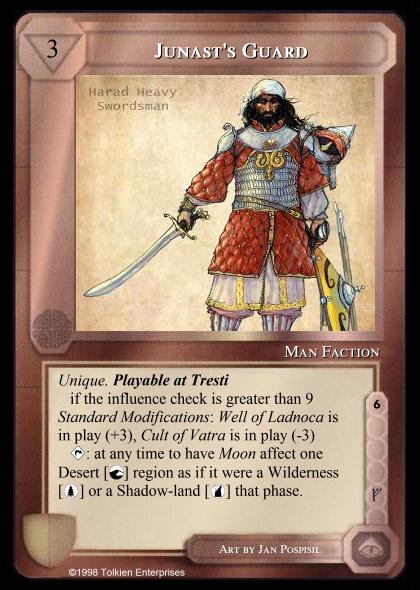 3
JUNAST'S GUARD
Harad Heavy
Swordsman
MAN FACTION
Unique. Playable at Tresti
if the influence check is greater than 9
Standard Modifications: Well of Ladnoca is
in play (+3), Cult of Vatra is in play (-3)
: at any time to have Moon affect one
Desert [ ] region as if it were a Wilderness
[ ] or a Shadow-land [ ] that phase.
6
ART BY JAN POSPISIL
©1998 Tolkien Enterprises